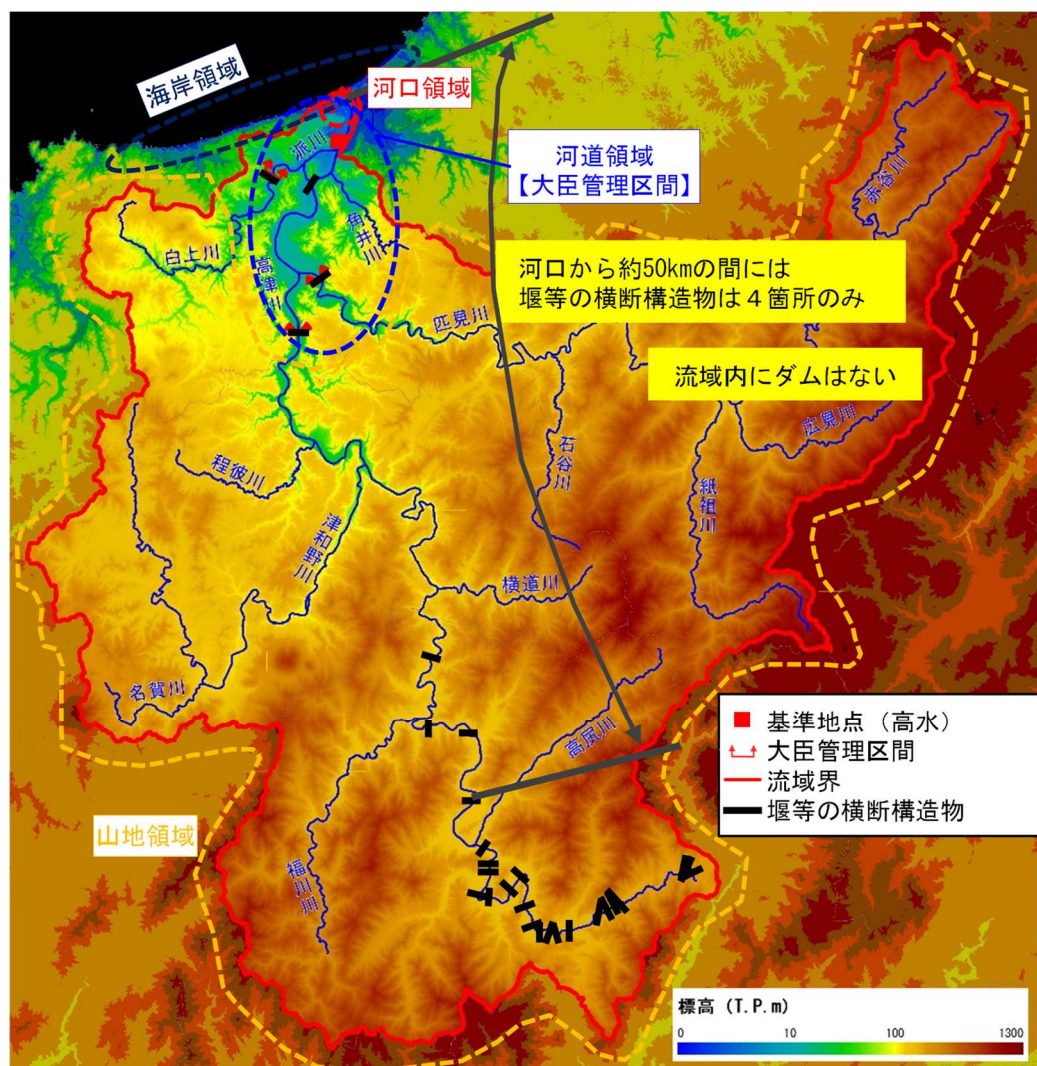 海岸領域
河口領域
派川
河道領域
【大臣管理区間】
赤谷川
角井川
白上川
高津川
河口から約50kmの間には
堰等の横断構造物は4箇所のみ
匹見川
流域内にダムはない
広見川
石谷川
程彼川
紙祖川
津和野川
横道川
名賀川
高尻川
基準地点（高水）
大臣管理区間
流域界
堰等の横断構造物
山地領域
福川川
標高 (T.P.m)
0 10 100 1300